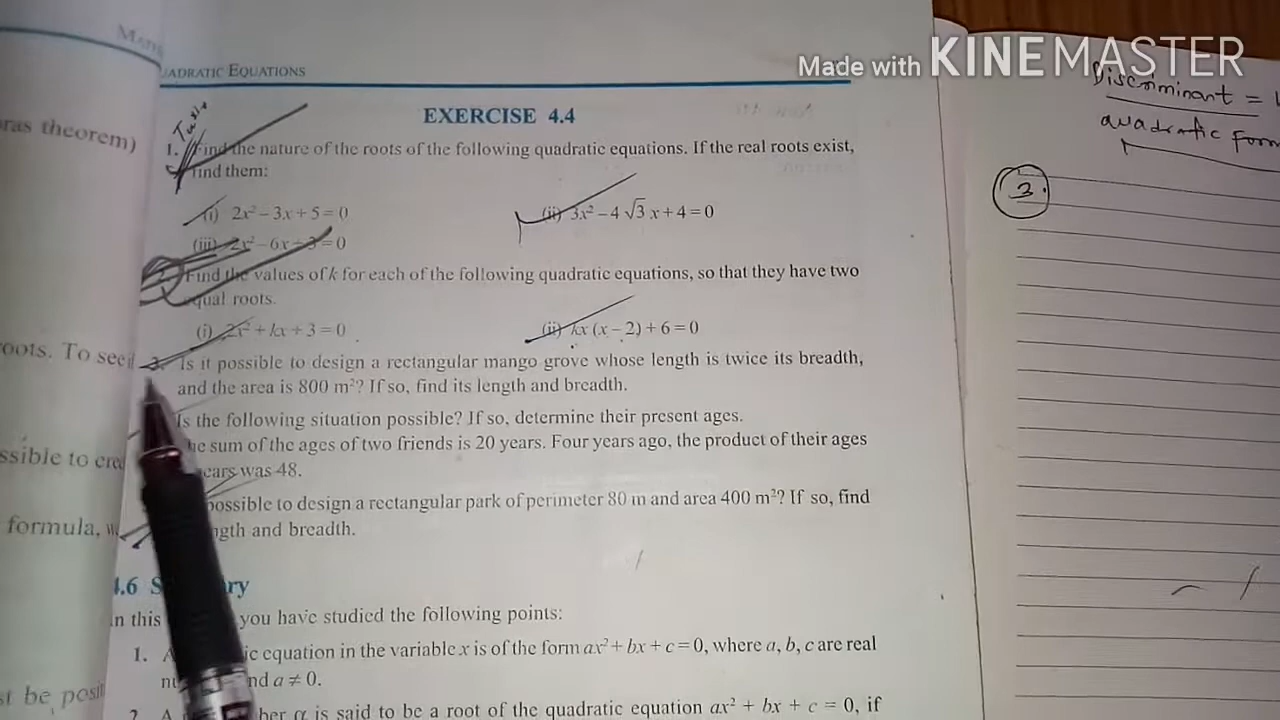 Made with KINEMASTER
ADRATIC EQUATIONS
EXERCISE 4.4
1. Find the nature of the roots of the following quadratic equations. If the real roots exist,
find them:
(i) 2x² – 3x + 5 = 0
(ii) 3x² – 4 √3 x + 4 = 0
(iii) 2x² – 6x + 3 = 0
2. Find the values of k for each of the following quadratic equations, so that they have two
equal roots.
(i) 2x² + kx + 3 = 0
(ii) kx (x – 2) + 6 = 0
3. Is it possible to design a rectangular mango grove whose length is twice its breadth,
and the area is 800 m²? If so, find its length and breadth.
Is the following situation possible? If so, determine their present ages.
he sum of the ages of two friends is 20 years. Four years ago, the product of their ages
ears was 48.
possible to design a rectangular park of perimeter 80 m and area 400 m²? If so, find
ngth and breadth.
4.6 S ry
n this you have studied the following points:
1. A ic equation in the variable x is of the form ax² + bx + c = 0, where a, b, c are real
nu nd a ≠ 0.
2. A ber α is said to be a root of the quadratic equation ax² + bx + c = 0, if
ras theorem)
oots. To see if
ssible to crea
formula, w
st be posit
Discriminant =
quadratic Form
3.